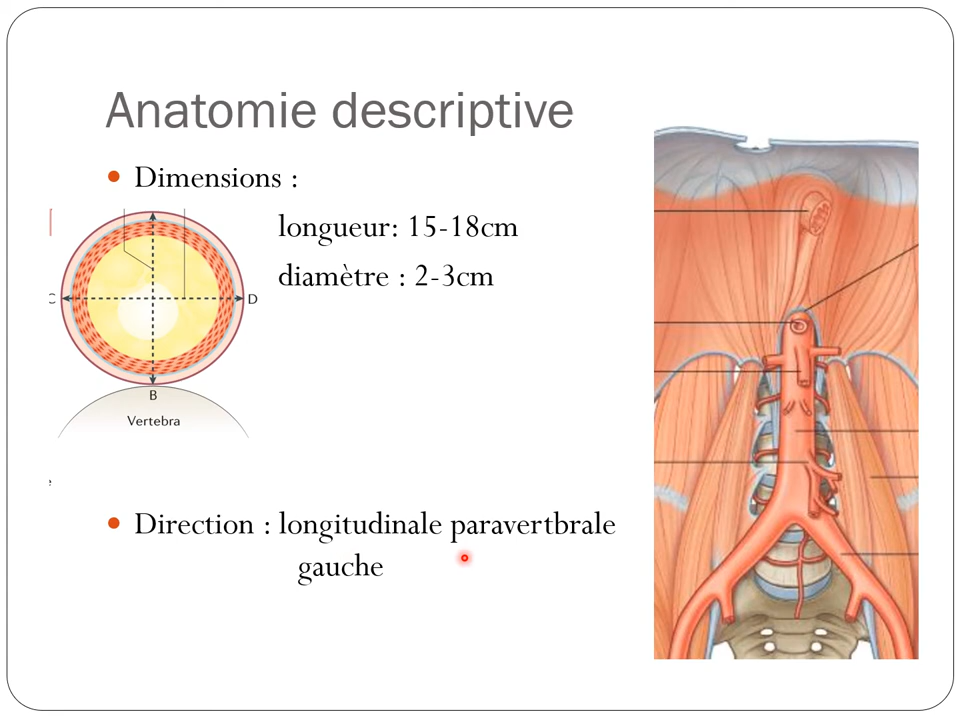 Anatomie descriptive
Dimensions :
longueur: 15-18cm
diamètre : 2-3cm
C
D
B
Vertebra
e
Direction : longitudinale paravertbrale
gauche